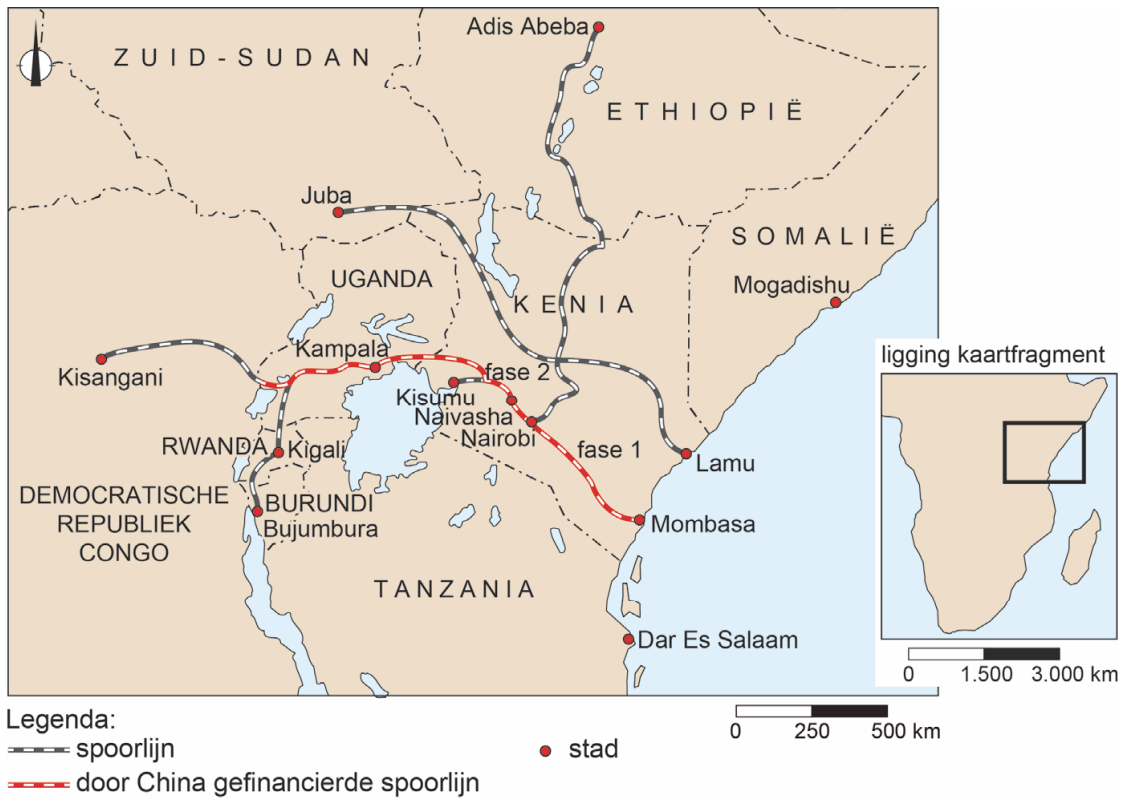 Adis Abeba
ZUID-SUDAN
ETHIOPIË
Juba
SOMALIË
UGANDA
Mogadishu
KENIA
Kampala
ligging kaartfragment
Kisangani
fase 2
Kisumu
Naivasha
Nairobi
RWANDA
Kigali
fase 1
Lamu
DEMOCRATISCHE
REPUBLIEK
CONGO
BURUNDI
Bujumbura
Mombasa
TANZANIA
Dar Es Salaam
0 1.500 3.000 km
Legenda:
0 250 500 km
spoorlijn
stad
door China gefinancierde spoorlijn